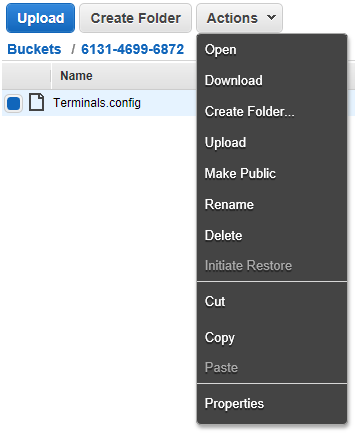 Upload Create Folder Actions
Buckets / 6131-4699-6872
Name
Terminals.config
Open
Download
Create Folder...
Upload
Make Public
Rename
Delete
Initiate Restore
Cut
Copy
Paste
Properties